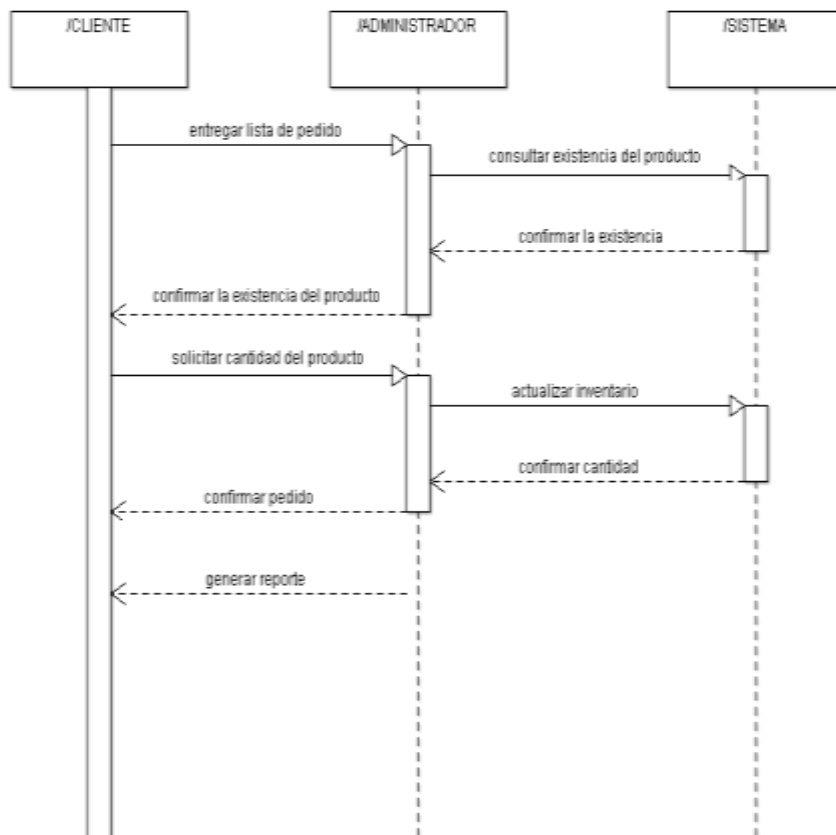 /CLIENTE
/ADMINISTRADOR
/SISTEMA
entregar lista de pedido
consultar existencia del producto
confirmar la existencia
confirmar la existencia del producto
solicitar cantidad del producto
actualizar inventario
confirmar cantidad
confirmar pedido
generar reporte